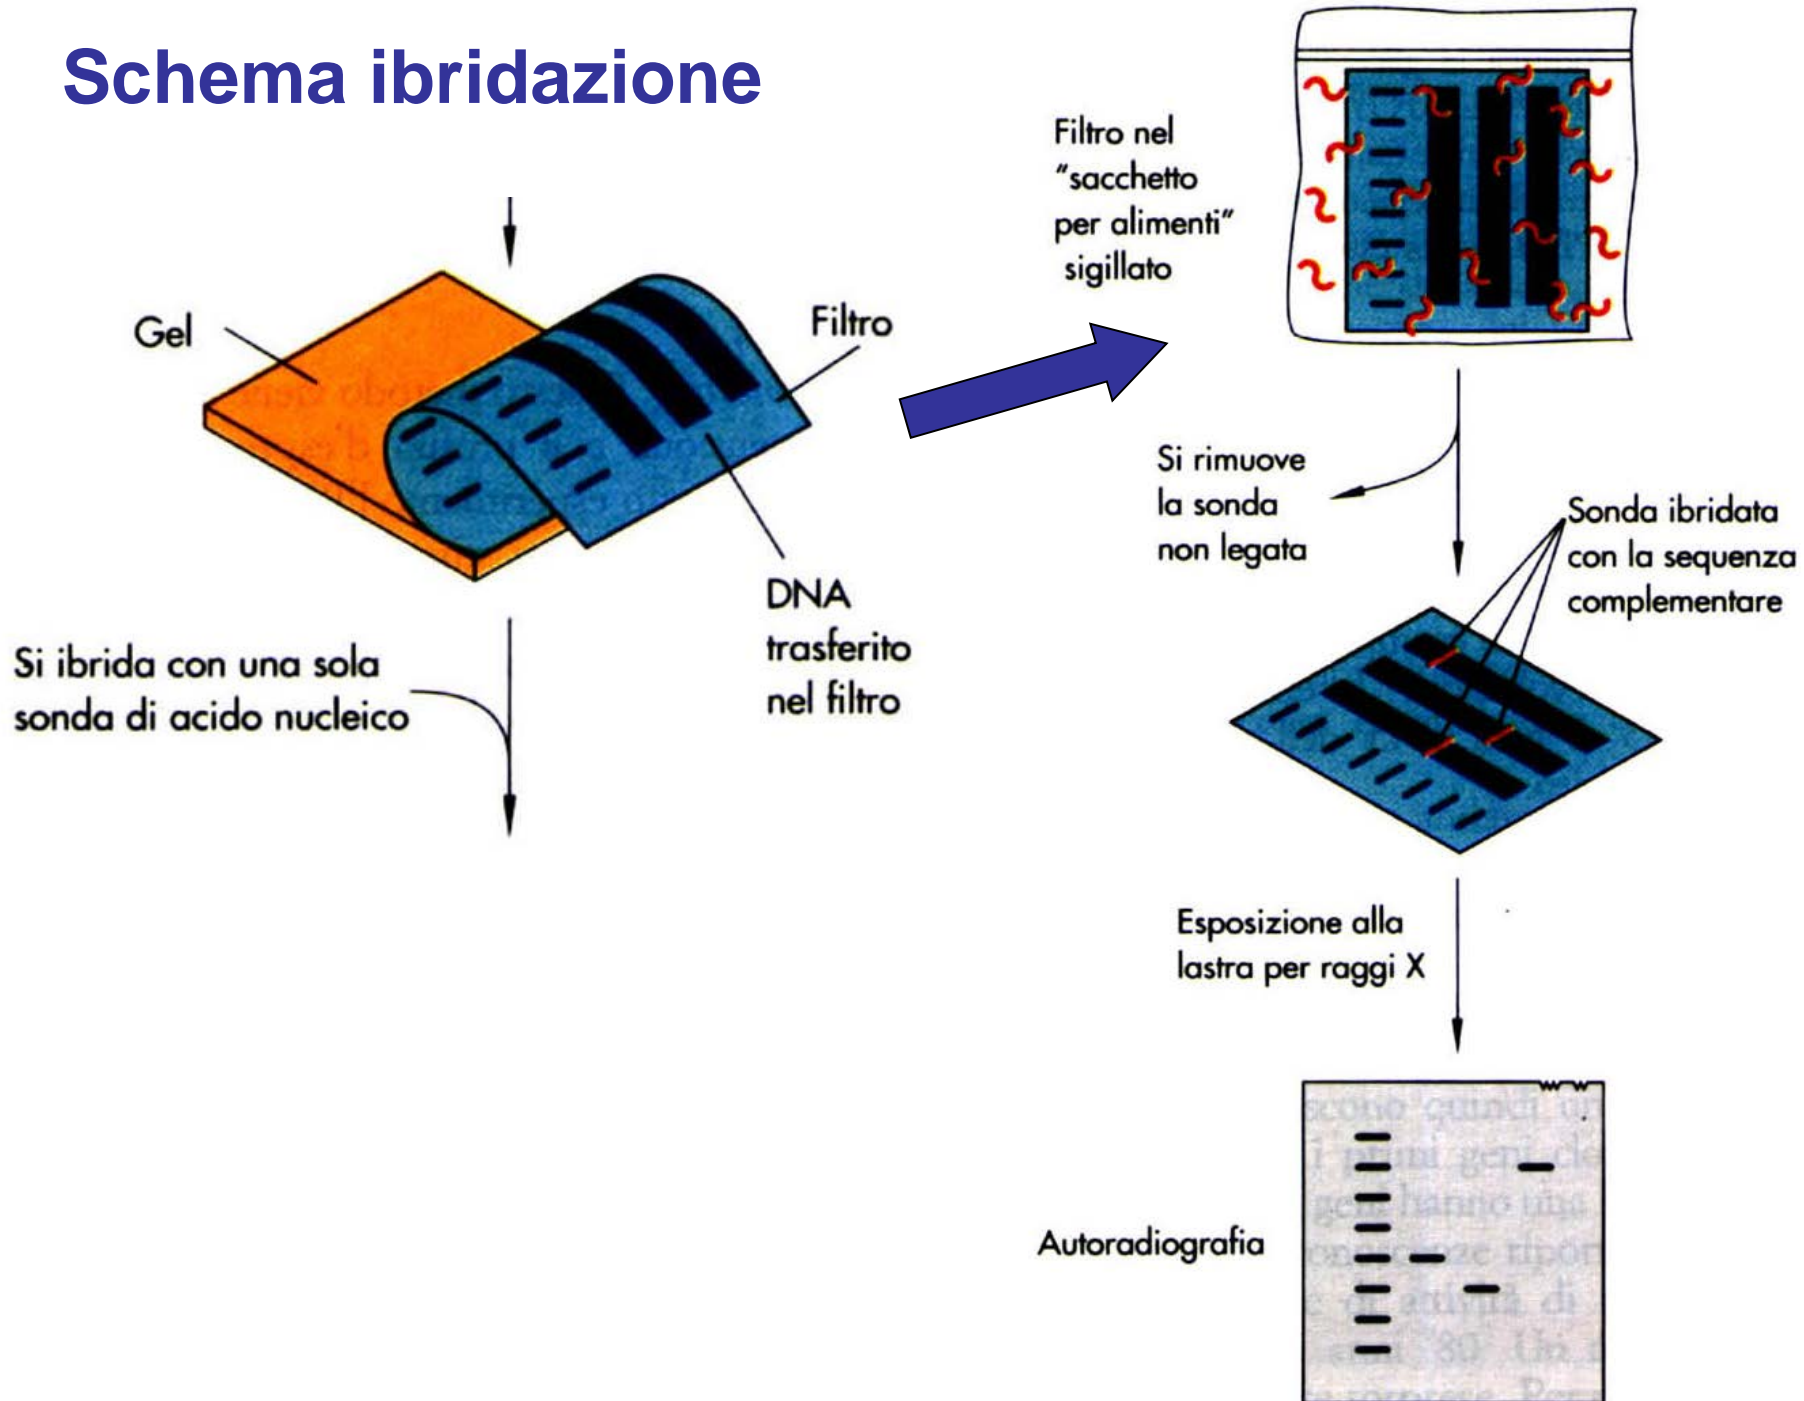 Schema ibridazione
Gel
Filtro
DNA
trasferito
nel filtro
Si ibrida con una sola
sonda di acido nucleico
Filtro nel
"sacchetto
per alimenti"
sigillato
Si rimuove
la sonda
non legata
Sonda ibridata
con la sequenza
complementare
Esposizione alla
lastra per raggi X
Autoradiografia